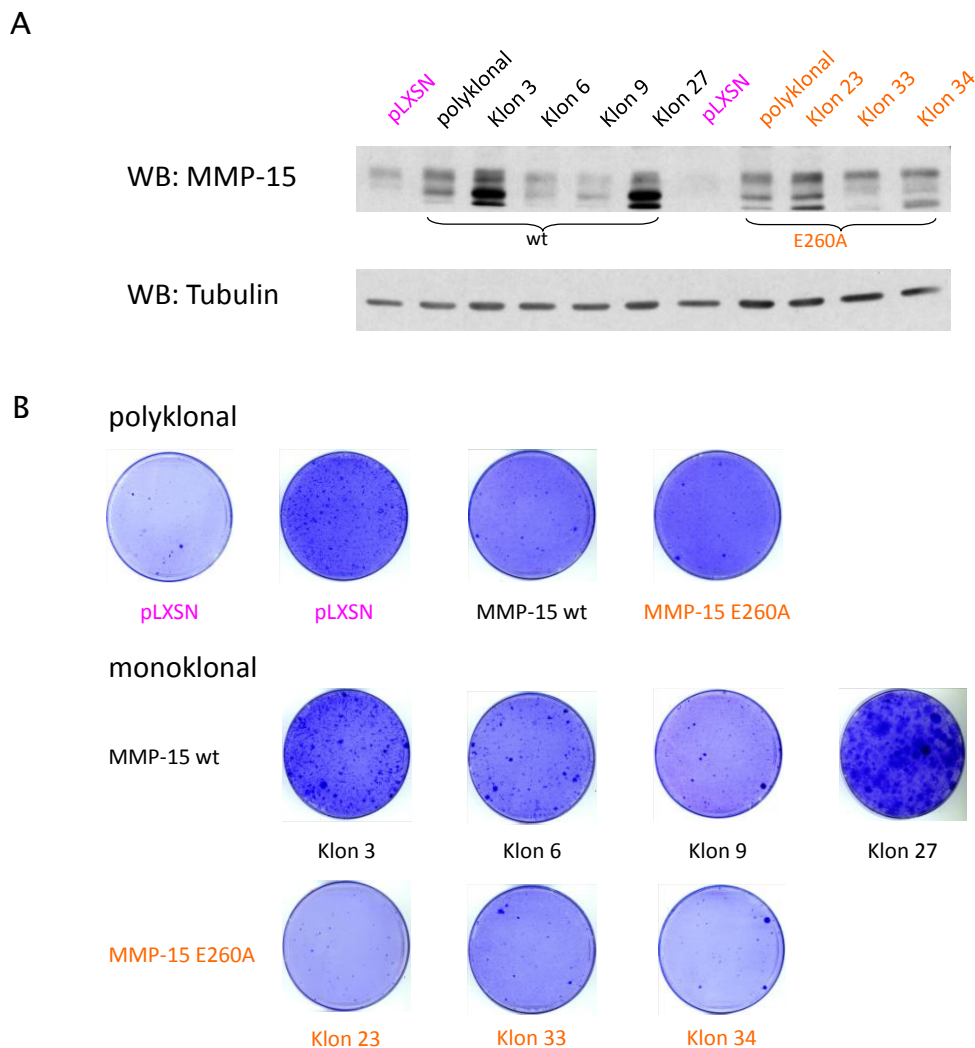 A
pLXSN polyklonal Klon 3 Klon 6 Klon 9 Klon 27 pLXSN polyklonal Klon 23 Klon 33 Klon 34
WB: MMP-15
wt E260A
WB: Tubulin
B
polyklonal
pLXSN pLXSN MMP-15 wt MMP-15 E260A
monoklonal
MMP-15 wt
Klon 3 Klon 6 Klon 9 Klon 27
MMP-15 E260A
Klon 23 Klon 33 Klon 34